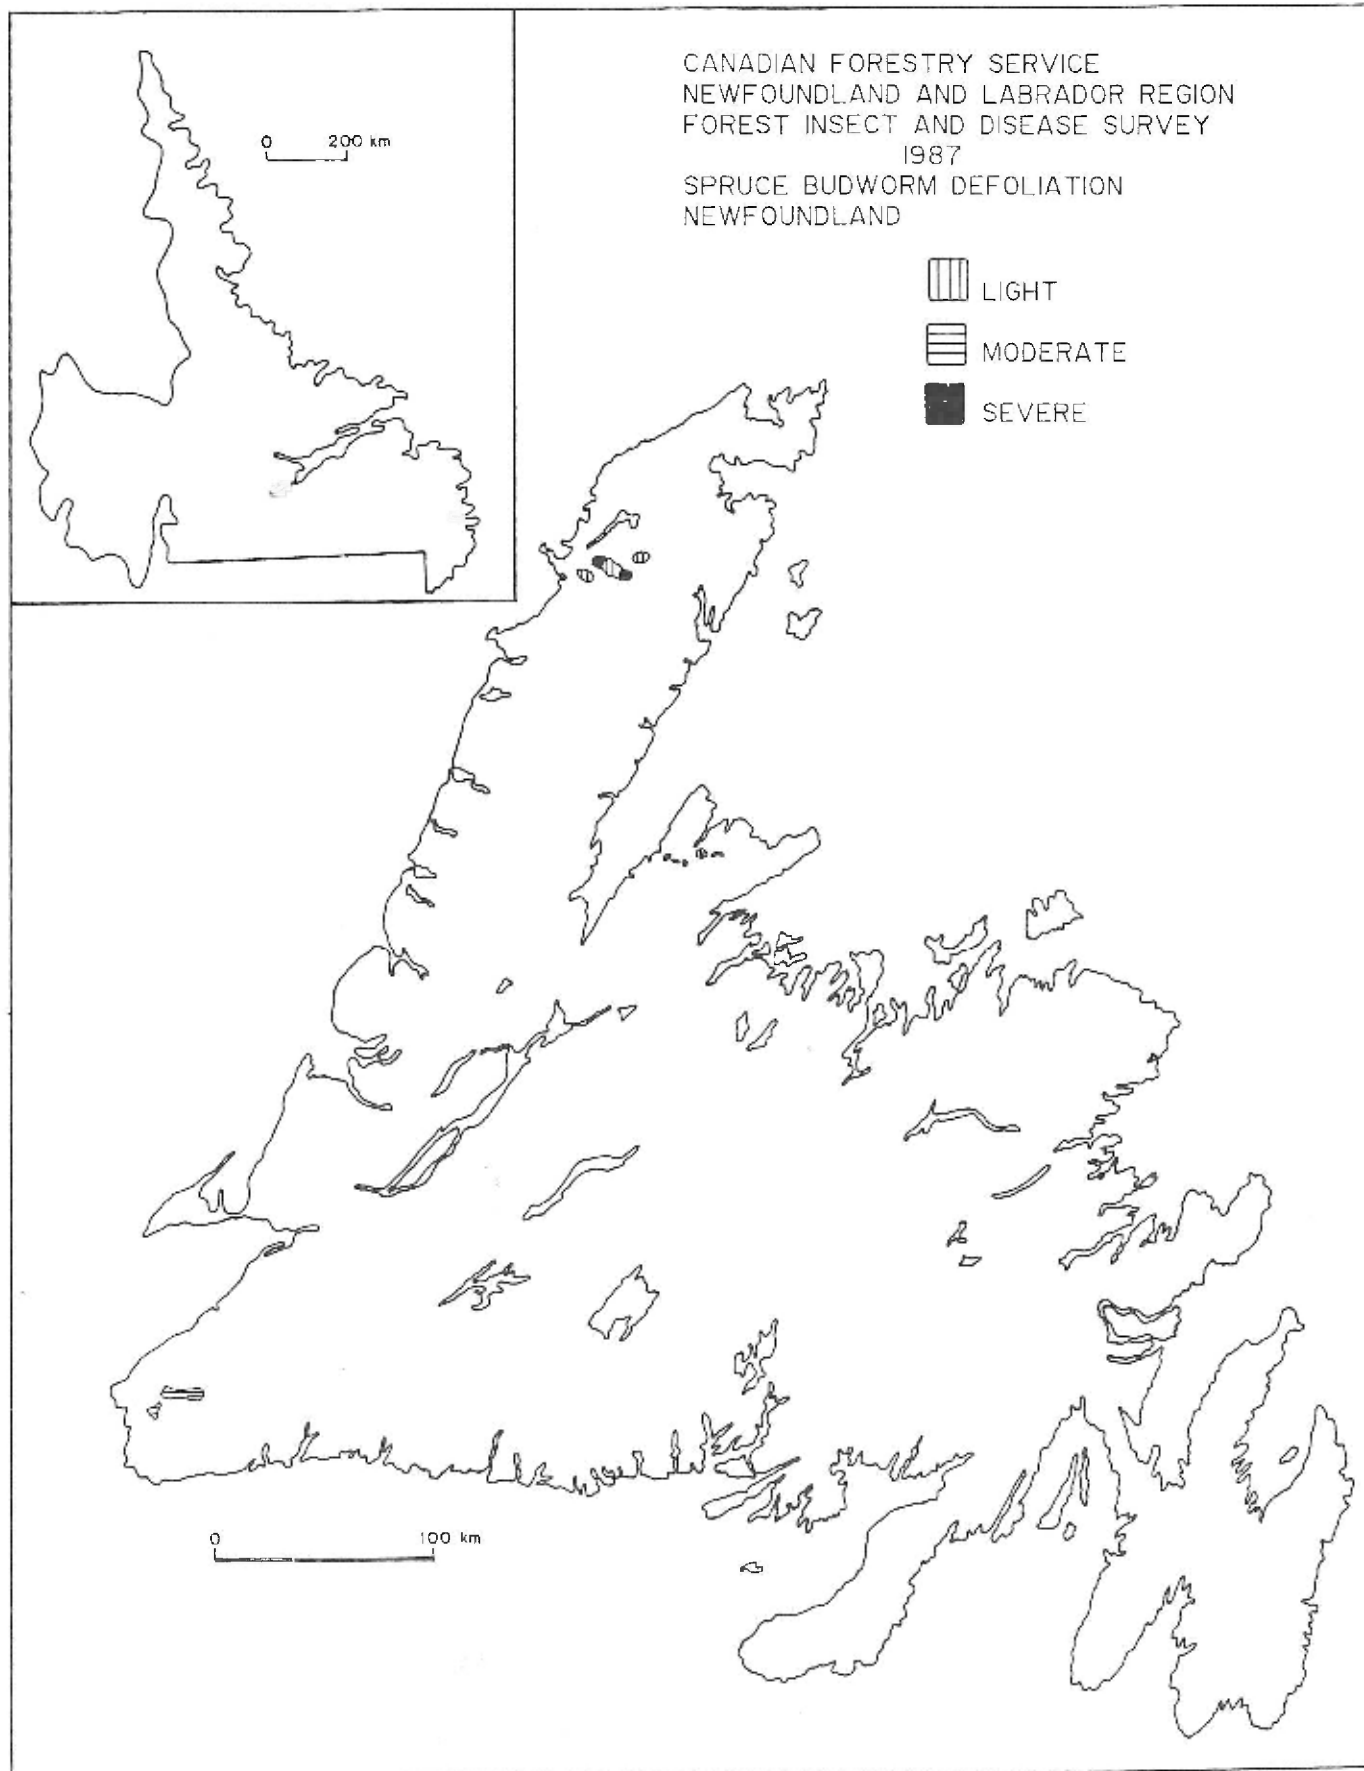 CANADIAN FORESTRY SERVICE
NEWFOUNDLAND AND LABRADOR REGION
FOREST INSECT AND DISEASE SURVEY
1987
SPRUCE BUDWORM DEFOLIATION
NEWFOUNDLAND
0 200 km
LIGHT
MODERATE
SEVERE
0 100 km